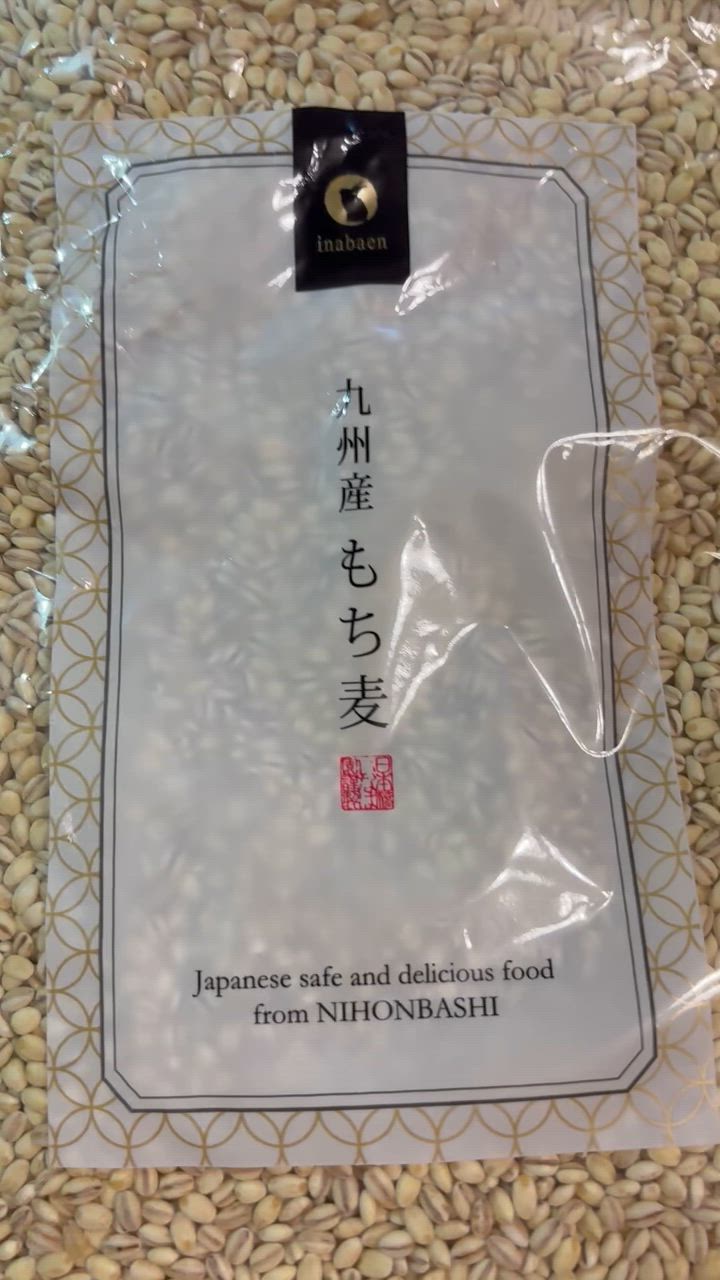 inabaen
九州産 もち麦
Japanese safe and delicious food
from NIHONBASHI